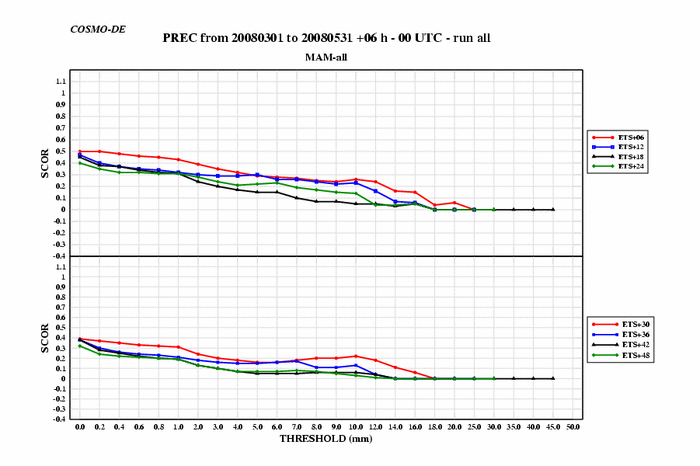 COSMO-DE
PREC from 20080301 to 20080531 +06 h - 00 UTC - run all
MAM-all
1.1
1
0.9
0.8
0.7
0.6
0.5
0.4
0.3
0.2
0.1
0
-0.1
-0.2
-0.3
-0.4
SCOR
ETS+06
ETS+12
ETS+18
ETS+24
1.1
1
0.9
0.8
0.7
0.6
0.5
0.4
0.3
0.2
0.1
0
-0.1
-0.2
-0.3
-0.4
SCOR
ETS+30
ETS+36
ETS+42
ETS+48
0.0 0.2 0.4 0.6 0.8 1.0 2.0 3.0 4.0 5.0 6.0 7.0 8.0 9.0 10.0 12.0 14.0 16.0 18.0 20.0 25.0 30.0 35.0 40.0 45.0 50.0
THRESHOLD (mm)